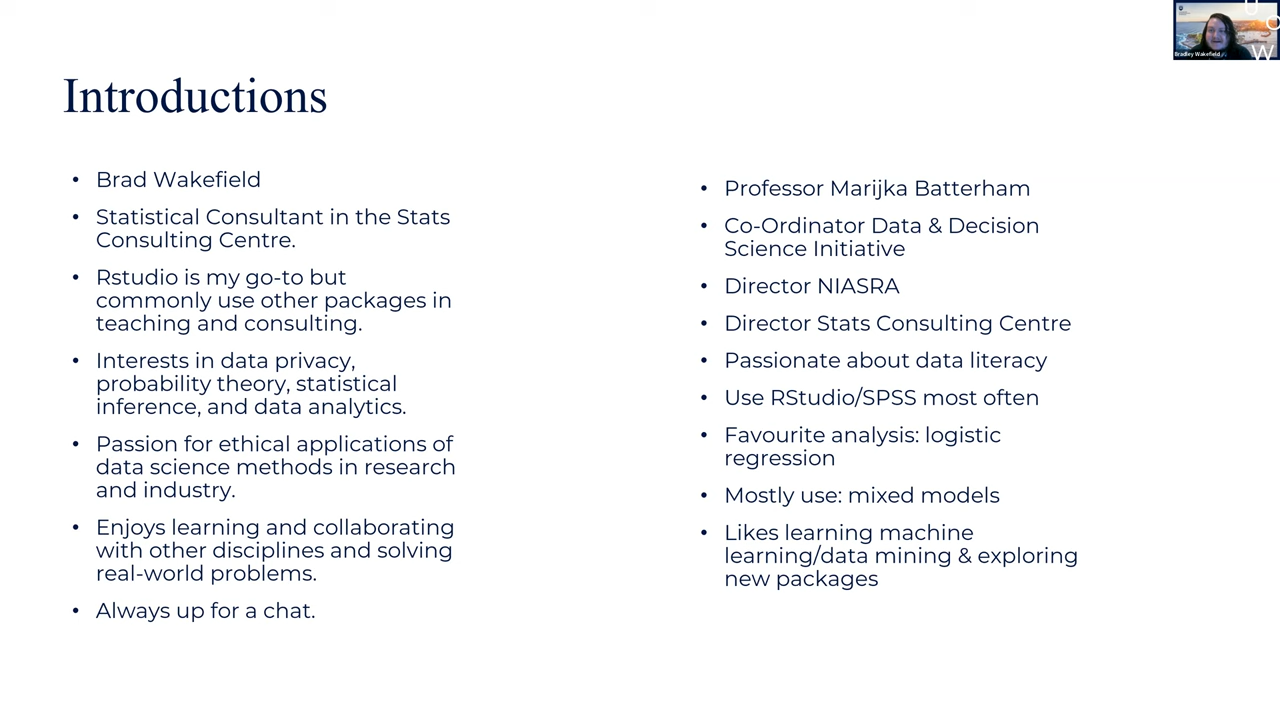 Introductions
• Brad Wakefield
• Statistical Consultant in the Stats
Consulting Centre.
• Rstudio is my go-to but
commonly use other packages in
teaching and consulting.
• Interests in data privacy,
probability theory, statistical
inference, and data analytics.
• Passion for ethical applications of
data science methods in research
and industry.
• Enjoys learning and collaborating
with other disciplines and solving
real-world problems.
• Always up for a chat.
• Professor Marijka Batterham
• Co-Ordinator Data & Decision
Science Initiative
• Director NIASRA
• Director Stats Consulting Centre
• Passionate about data literacy
• Use RStudio/SPSS most often
• Favourite analysis: logistic
regression
• Mostly use: mixed models
• Likes learning machine
learning/data mining & exploring
new packages
Bradley Wakefield
U
O
W